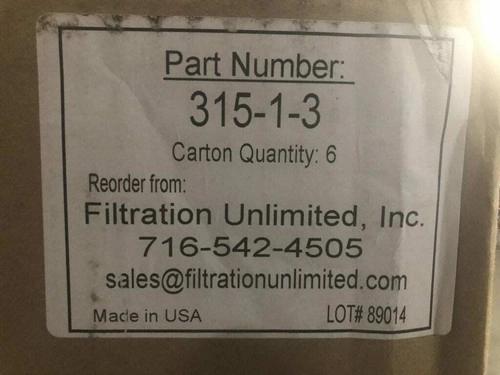 Part Number:
315-1-3
Carton Quantity: 6
Reorder from:
Filtration Unlimited, Inc.
716-542-4505
sales@filtrationunlimited.com
Made in USA LOT# 89014